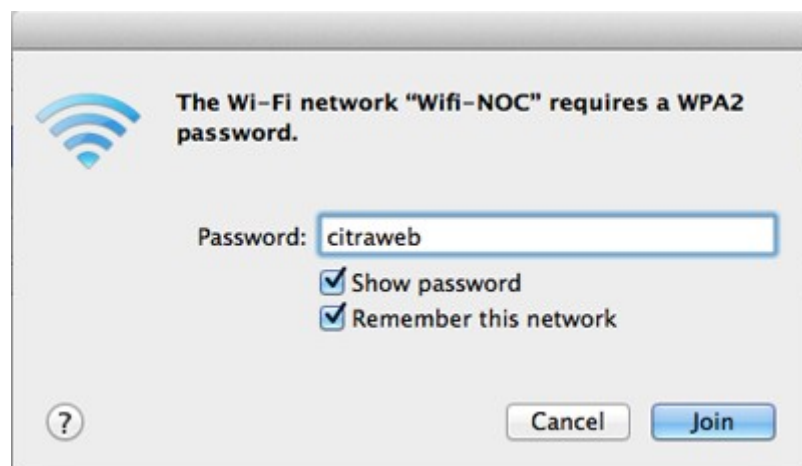 The Wi-Fi network “Wifi-NOC” requires a WPA2
password.
Password: citraweb
Show password
Remember this network
? Cancel Join